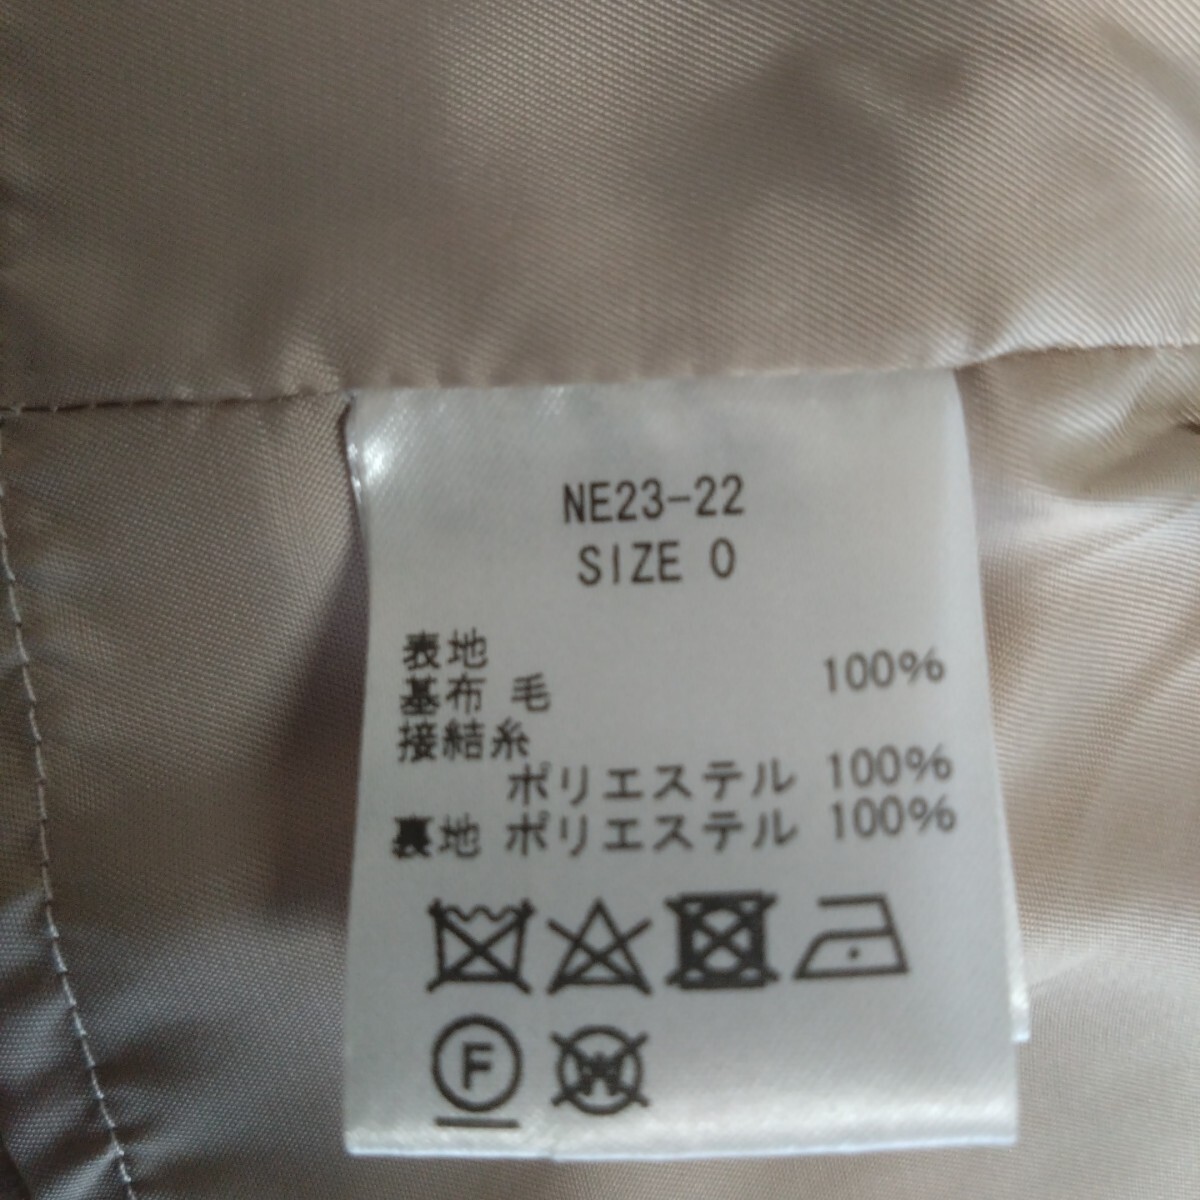 NE23-22
SIZE 0
表地
基布 毛 100%
接結糸
ポリエステル 100%
裏地 ポリエステル 100%
F
W